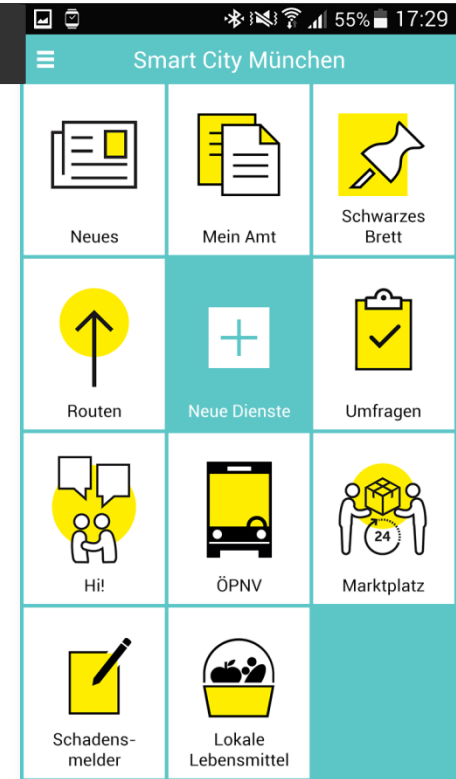 55% 17:29
Smart City München
Neues
Mein Amt
Schwarzes
Brett
Routen
Neue Dienste
Umfragen
Hi!
ÖPNV
24
Marktplatz
Schadens-
melder
Lokale
Lebensmittel